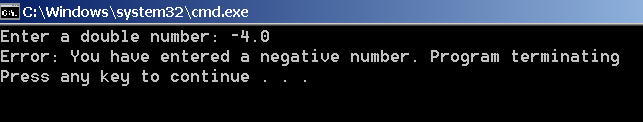 C:\Windows\system32\cmd.exe
Enter a double number: -4.0
Error: You have entered a negative number. Program terminating
Press any key to continue . . .